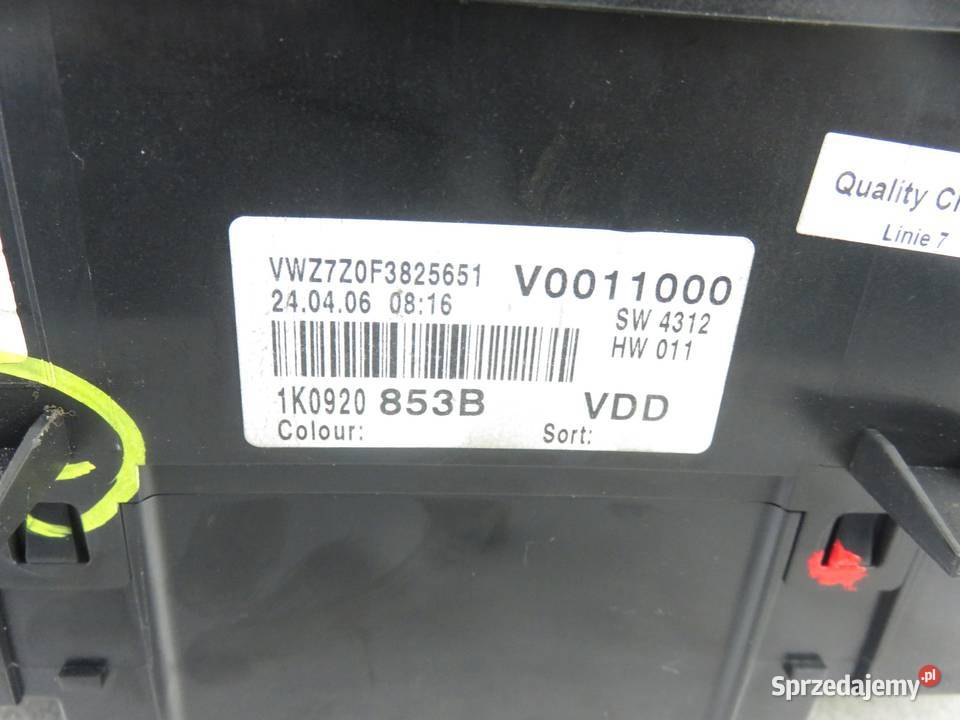 VWZ7Z0F3825651 V0011000
24.04.06 08:16 SW 4312
HW 011
1K0920 853B VDD
Colour: Sort:
Quality
Linie 7
Sprzedajemy.pl